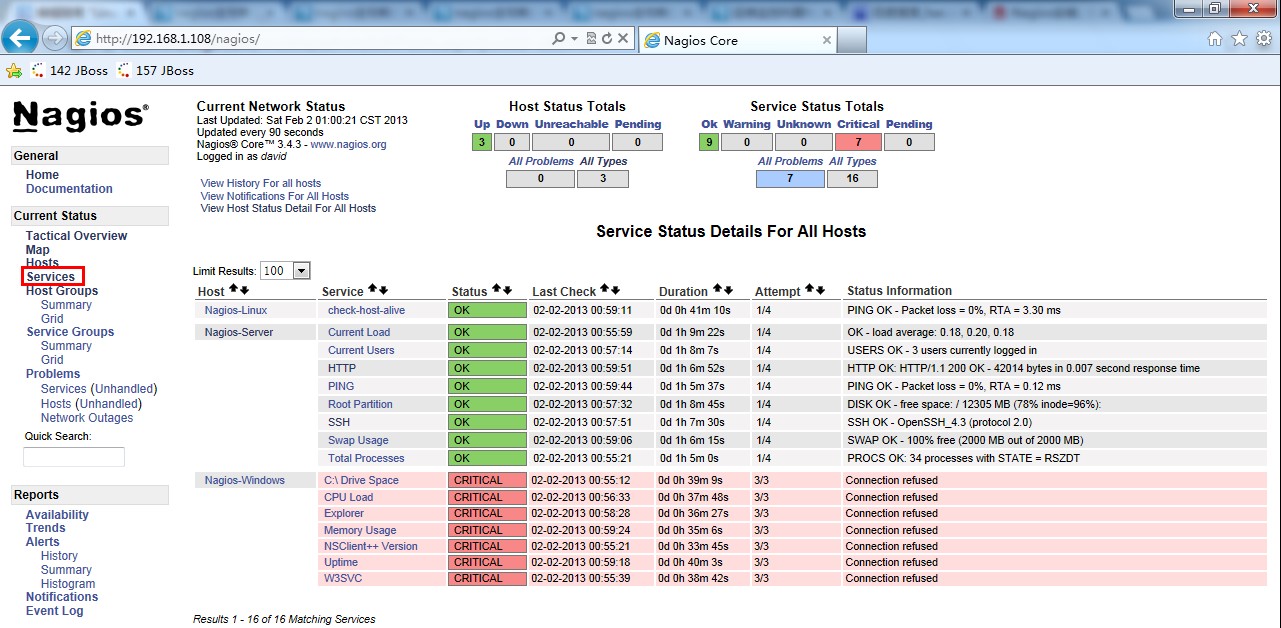 http://192.168.1.108/nagios/
Nagios Core
142 JBoss 157 JBoss
Nagios®
General
Home
Documentation
Current Status
Tactical Overview
Map
Hosts
Services
Host Groups
Summary
Grid
Service Groups
Summary
Grid
Problems
Services (Unhandled)
Hosts (Unhandled)
Network Outages
Quick Search:
Reports
Availability
Trends
Alerts
History
Summary
Histogram
Notifications
Event Log
Current Network Status
Last Updated: Sat Feb 2 01:00:21 CST 2013
Updated every 90 seconds
Nagios® Core™ 3.4.3 - www.nagios.org
Logged in as david
View History For all hosts
View Notifications For All Hosts
View Host Status Detail For All Hosts
Host Status Totals
Up Down Unreachable Pending
3 0 0 0
All Problems All Types
0 3
Service Status Totals
Ok Warning Unknown Critical Pending
9 0 0 7 0
All Problems All Types
7 16
Service Status Details For All Hosts
Limit Results: 100
Host Service Status Last Check Duration Attempt Status Information
Nagios-Linux check-host-alive OK 02-02-2013 00:59:11 0d 0h 41m 10s 1/4 PING OK - Packet loss = 0%, RTA = 3.30 ms
Nagios-Server Current Load OK 02-02-2013 00:55:59 0d 1h 9m 22s 1/4 OK - load average: 0.18, 0.20, 0.18
Current Users OK 02-02-2013 00:57:14 0d 1h 8m 7s 1/4 USERS OK - 3 users currently logged in
HTTP OK 02-02-2013 00:59:51 0d 1h 6m 52s 1/4 HTTP OK: HTTP/1.1 200 OK - 42014 bytes in 0.007 second response time
PING OK 02-02-2013 00:59:44 0d 1h 5m 37s 1/4 PING OK - Packet loss = 0%, RTA = 0.12 ms
Root Partition OK 02-02-2013 00:57:32 0d 1h 8m 45s 1/4 DISK OK - free space: / 12305 MB (78% inode=96%):
SSH OK 02-02-2013 00:57:51 0d 1h 7m 30s 1/4 SSH OK - OpenSSH_4.3 (protocol 2.0)
Swap Usage OK 02-02-2013 00:59:06 0d 1h 6m 15s 1/4 SWAP OK - 100% free (2000 MB out of 2000 MB)
Total Processes OK 02-02-2013 00:55:21 0d 1h 5m 0s 1/4 PROCS OK: 34 processes with STATE = RSZDT
Nagios-Windows C:\ Drive Space CRITICAL 02-02-2013 00:55:12 0d 0h 39m 9s 3/3 Connection refused
CPU Load CRITICAL 02-02-2013 00:56:33 0d 0h 37m 48s 3/3 Connection refused
Explorer CRITICAL 02-02-2013 00:58:28 0d 0h 36m 27s 3/3 Connection refused
Memory Usage CRITICAL 02-02-2013 00:59:24 0d 0h 35m 6s 3/3 Connection refused
NSClient++ Version CRITICAL 02-02-2013 00:55:21 0d 0h 33m 45s 3/3 Connection refused
Uptime CRITICAL 02-02-2013 00:59:18 0d 0h 40m 3s 3/3 Connection refused
W3SVC CRITICAL 02-02-2013 00:55:39 0d 0h 38m 42s 3/3 Connection refused
Results 1 - 16 of 16 Matching Services